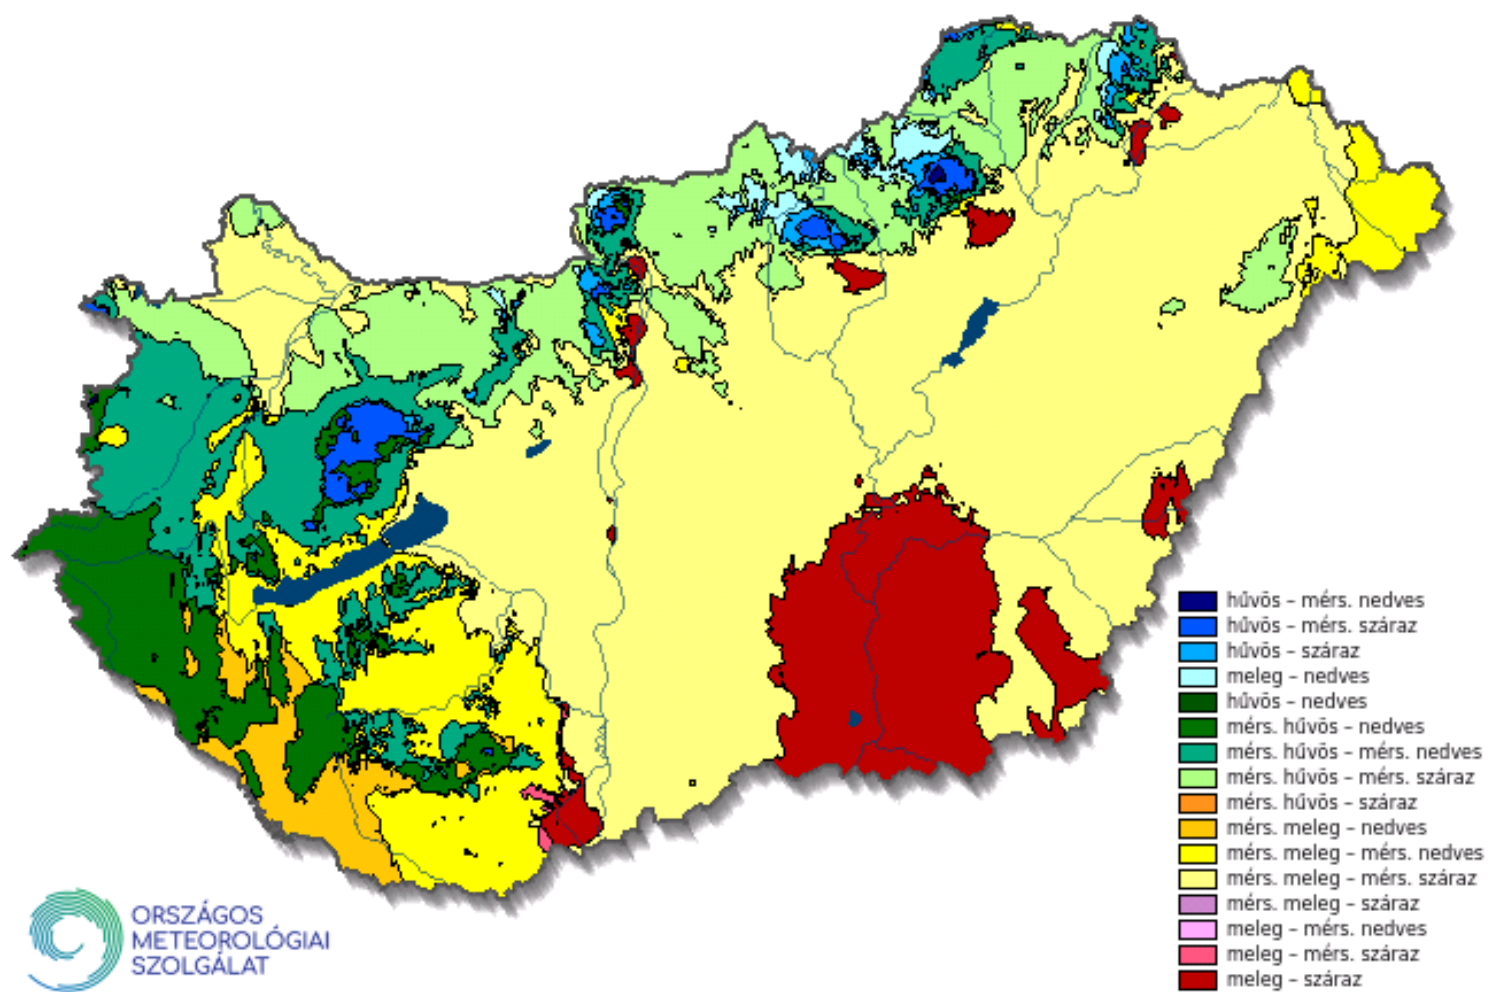 hűvös – mérs. nedves
hűvös – mérs. száraz
hűvös – száraz
meleg – nedves
hűvös – nedves
mérs. hűvös – nedves
mérs. hűvös – mérs. nedves
mérs. hűvös – mérs. száraz
mérs. hűvös – száraz
mérs. meleg – nedves
mérs. meleg – mérs. nedves
mérs. meleg – mérs. száraz
mérs. meleg – száraz
meleg – mérs. nedves
meleg – mérs. száraz
meleg – száraz
ORSZÁGOS
METEOROLÓGIAI
SZOLGÁLAT